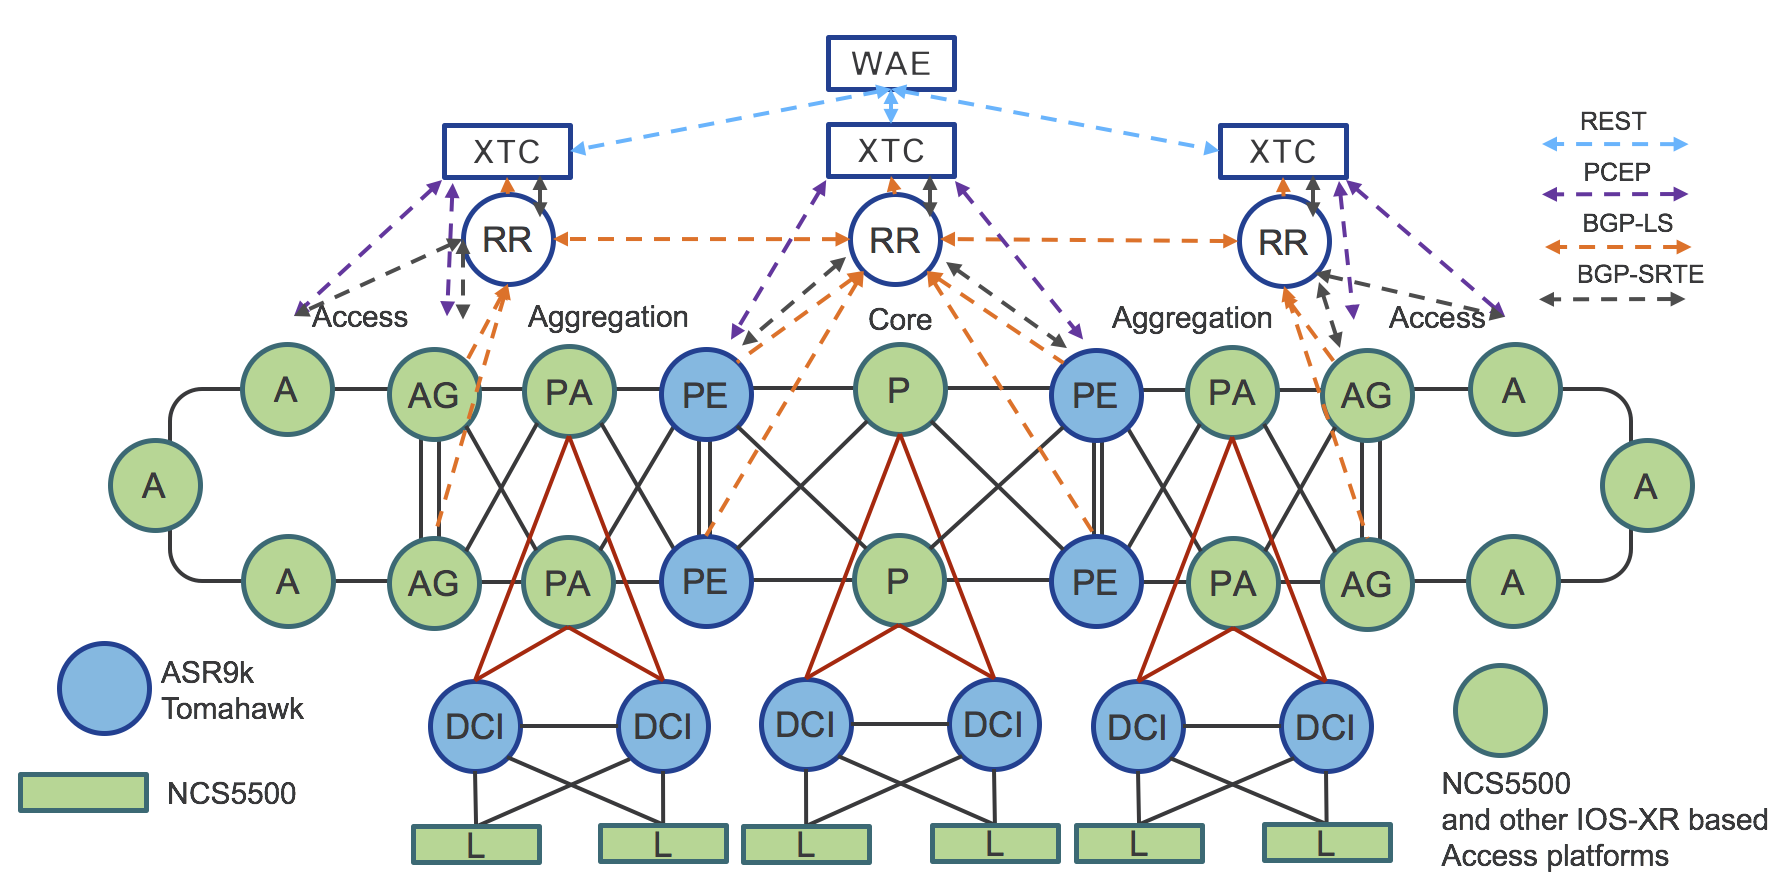 WAE
XTC
XTC
XTC
REST
PCEP
BGP-LS
BGP-SRTE
RR
RR
RR
Access
Aggregation
Core
Aggregation
Access
A
AG
PA
PE
P
PE
PA
AG
A
A
A
A
AG
PA
PE
P
PE
PA
AG
A
ASR9k
Tomahawk
DCI
DCI
DCI
DCI
DCI
DCI
NCS5500
NCS5500
and other IOS-XR based
Access platforms
L
L
L
L
L
L